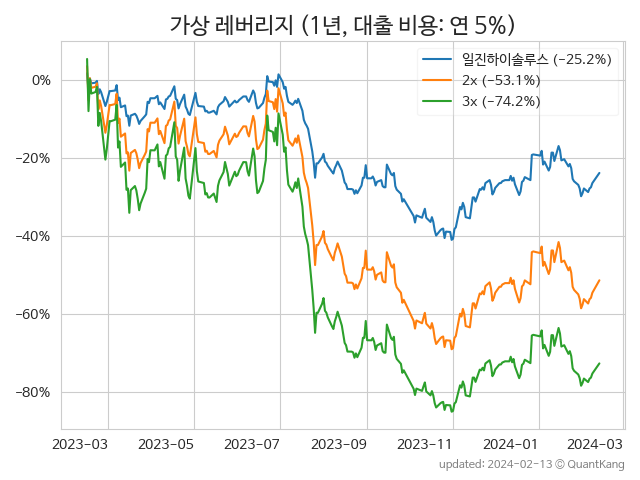 가상 레버리지 (1년, 대출 비용: 연 5%)
일진하이솔루스 (−25.2%)
2x (−53.1%)
3x (−74.2%)
0%
−20%
−40%
−60%
−80%
2023-03 2023-05 2023-07 2023-09 2023-11 2024-01 2024-03
updated: 2024-02-13 © QuantKang